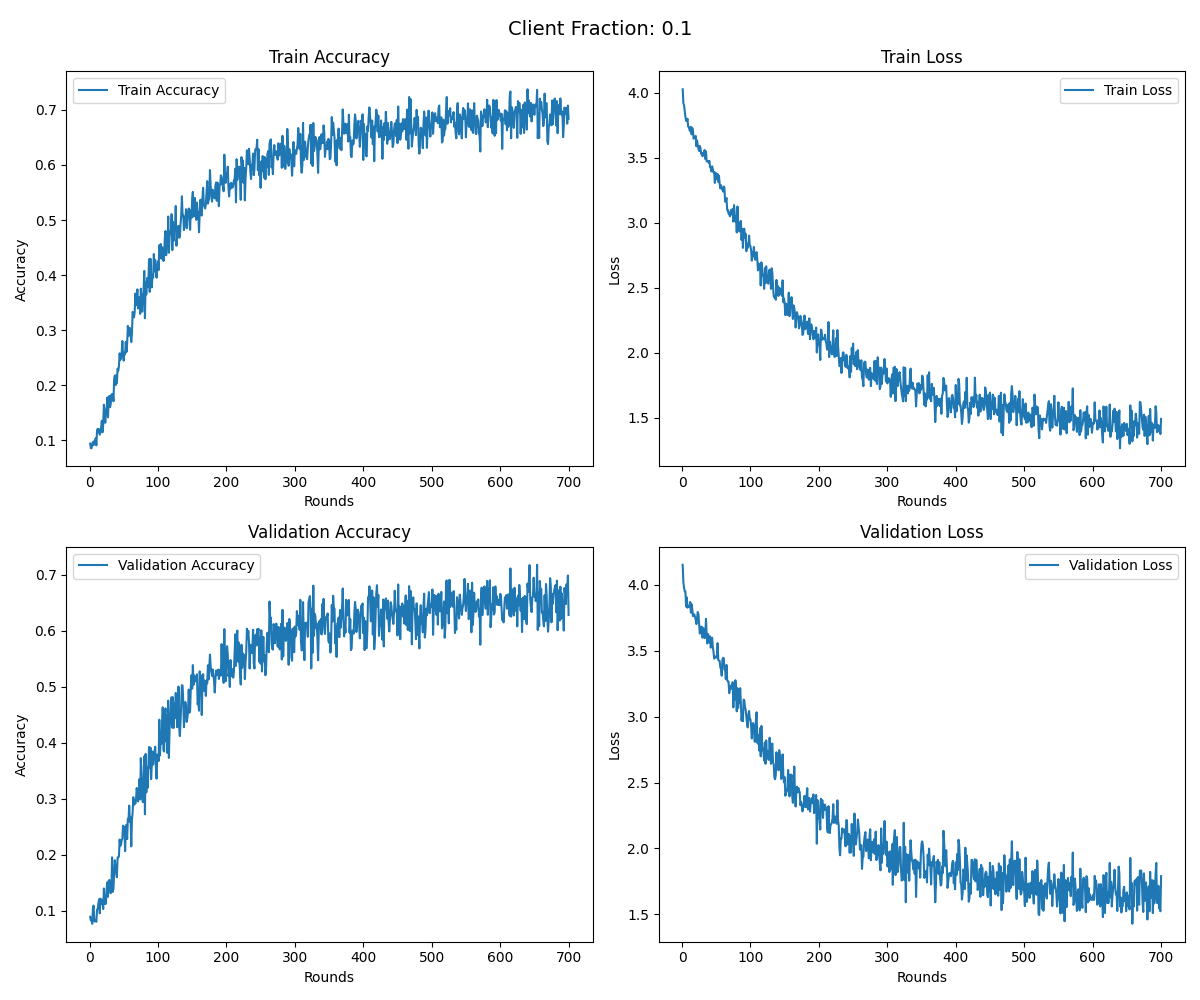 Client Fraction: 0.1
Train Accuracy
Train Accuracy
0.7
0.6
0.5
0.4
0.3
0.2
0.1
Accuracy
0 100 200 300 400 500 600 700
Rounds
Train Loss
Train Loss
4.0
3.5
3.0
2.5
2.0
1.5
Loss
0 100 200 300 400 500 600 700
Rounds
Validation Accuracy
Validation Accuracy
0.7
0.6
0.5
0.4
0.3
0.2
0.1
Accuracy
0 100 200 300 400 500 600 700
Rounds
Validation Loss
Validation Loss
4.0
3.5
3.0
2.5
2.0
1.5
Loss
0 100 200 300 400 500 600 700
Rounds